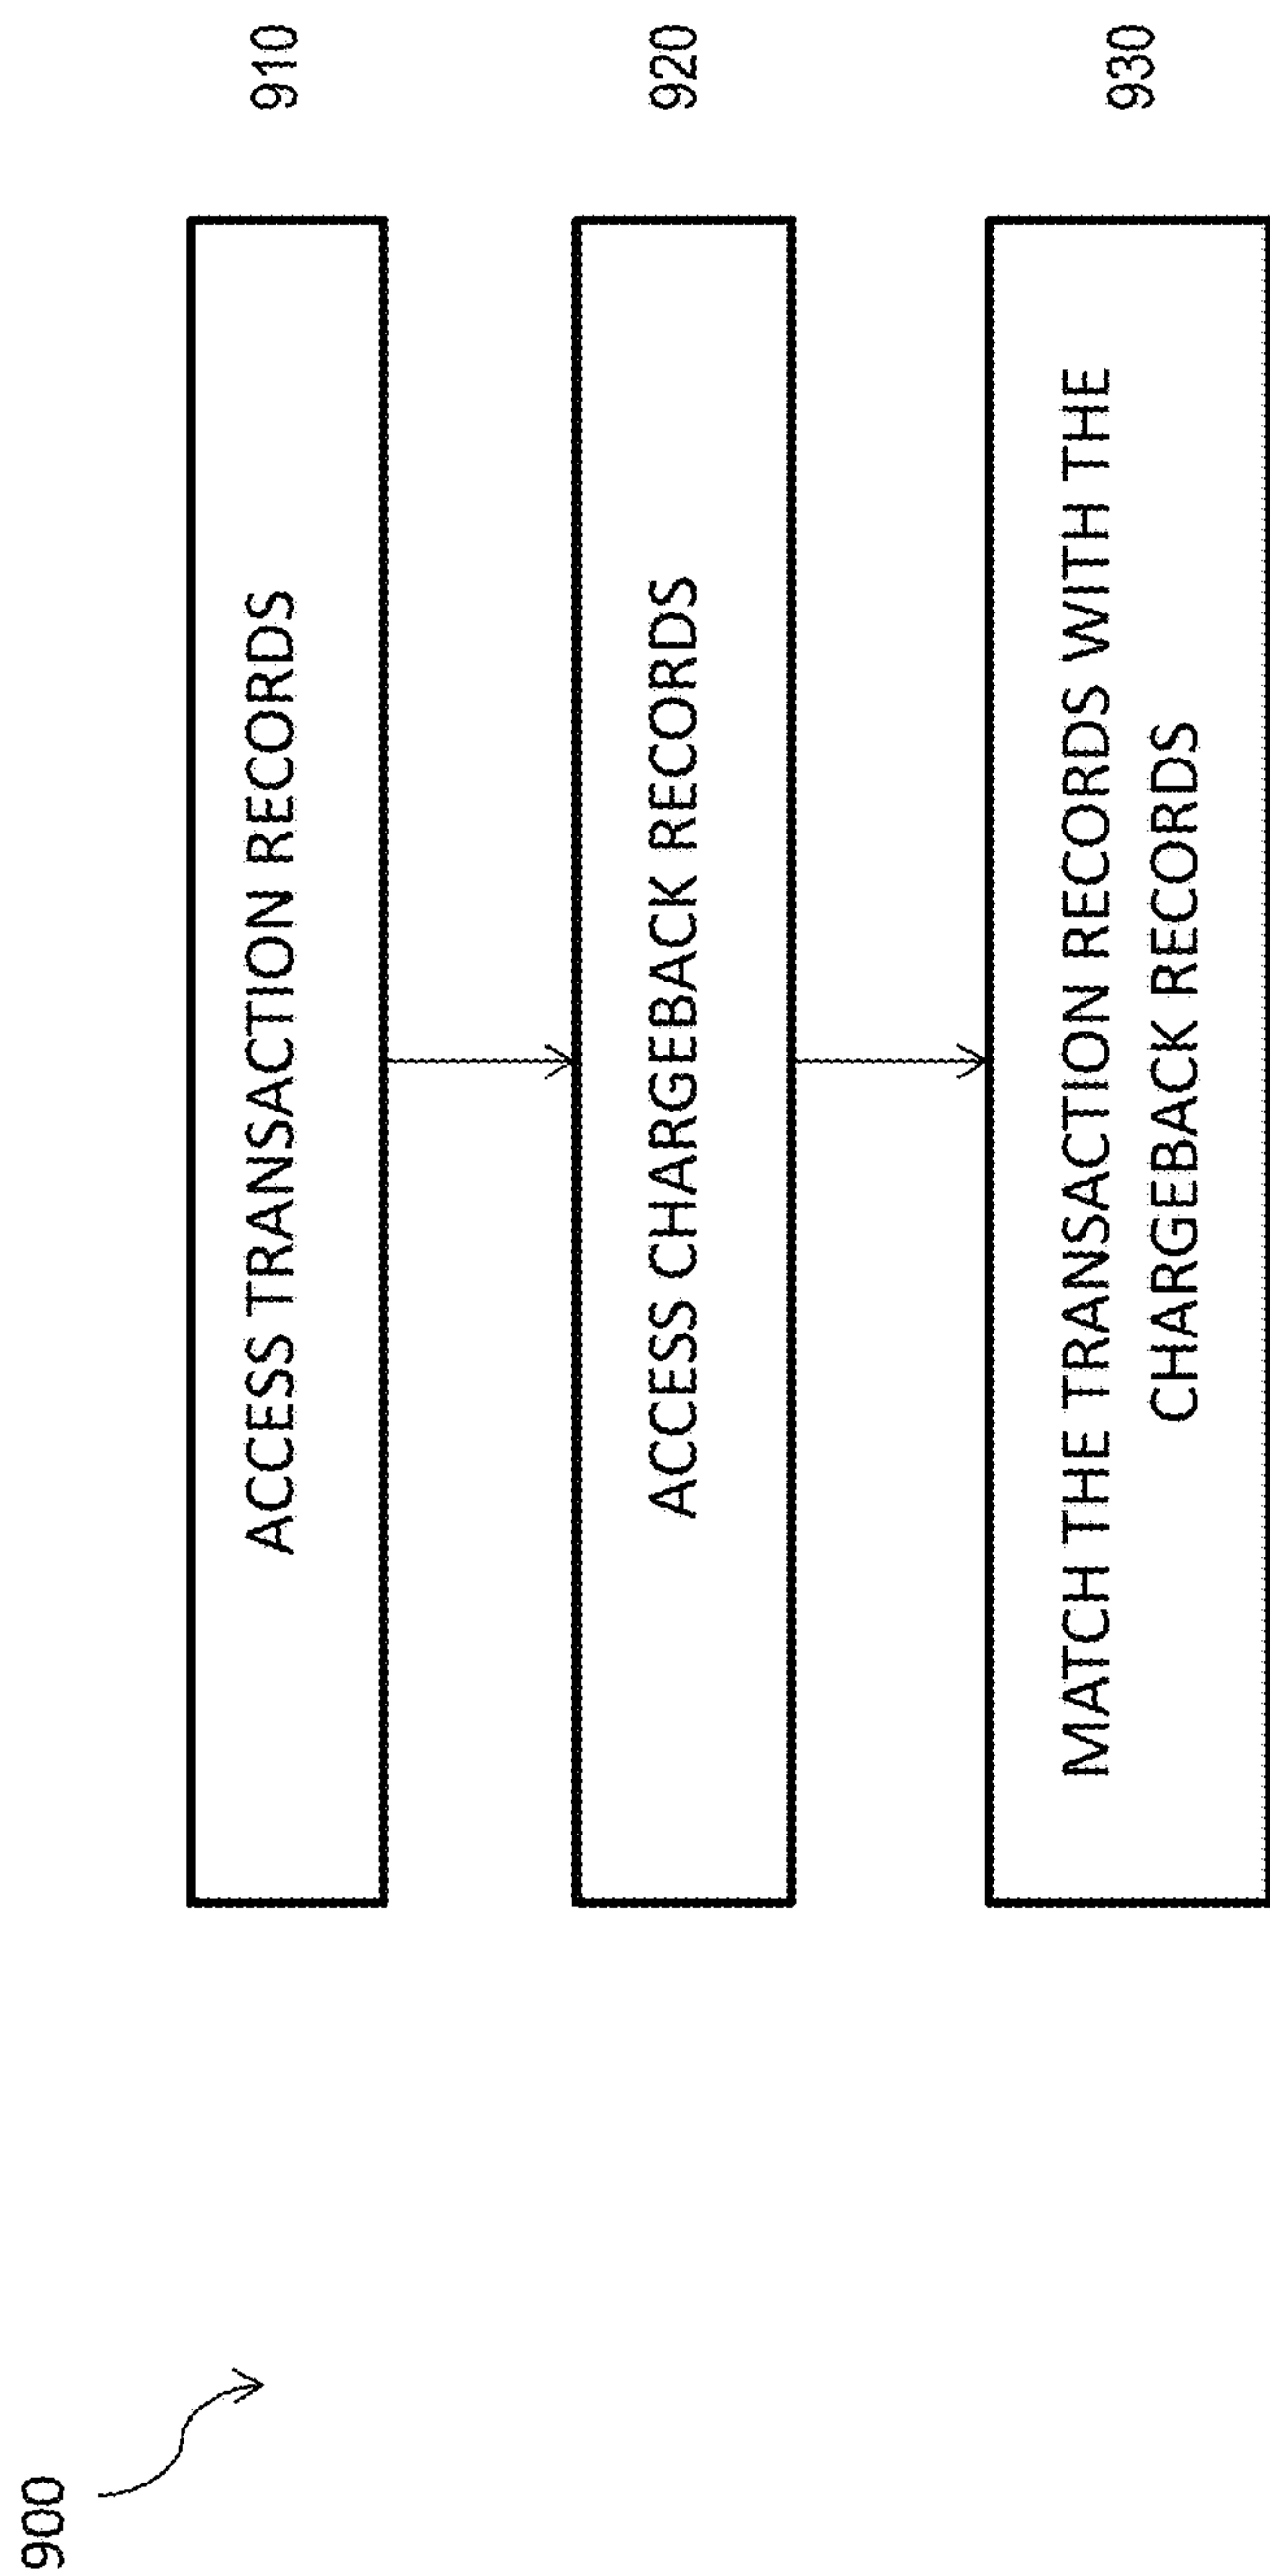 900
ACCESS TRANSACTION RECORDS
910
ACCESS CHARGEBACK RECORDS
920
MATCH THE TRANSACTION RECORDS WITH THE
CHARGEBACK RECORDS
930